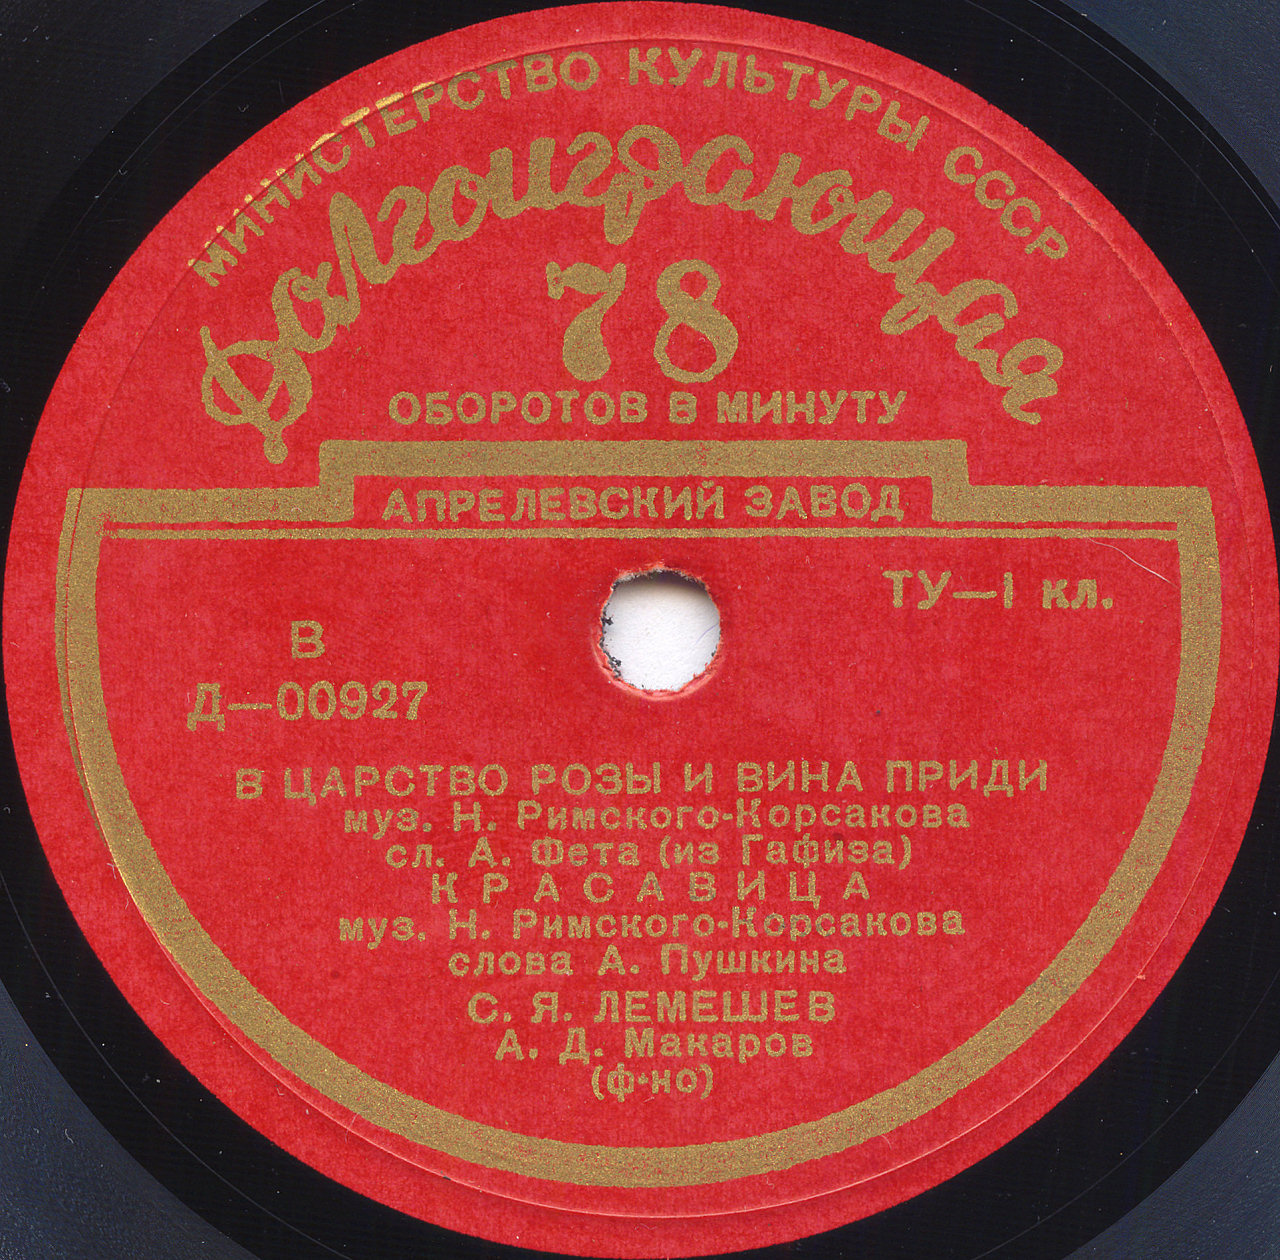 МИНИСТЕРСТВО КУЛЬТУРЫ СССР
Долгоиграющая
78
ОБОРОТОВ В МИНУТУ
АПРЕЛЕВСКИЙ ЗАВОД
ТУ—I кл.
В
Д—00927
В ЦАРСТВО РОЗЫ И ВИНА ПРИДИ
муз. Н. Римского-Корсакова
сл. А. Фета (из Гафиза)
КРАСАВИЦА
муз. Н. Римского-Корсакова
слова А. Пушкина
С. Я. ЛЕМЕШЕВ
А. Д. Макаров
(ф-но)